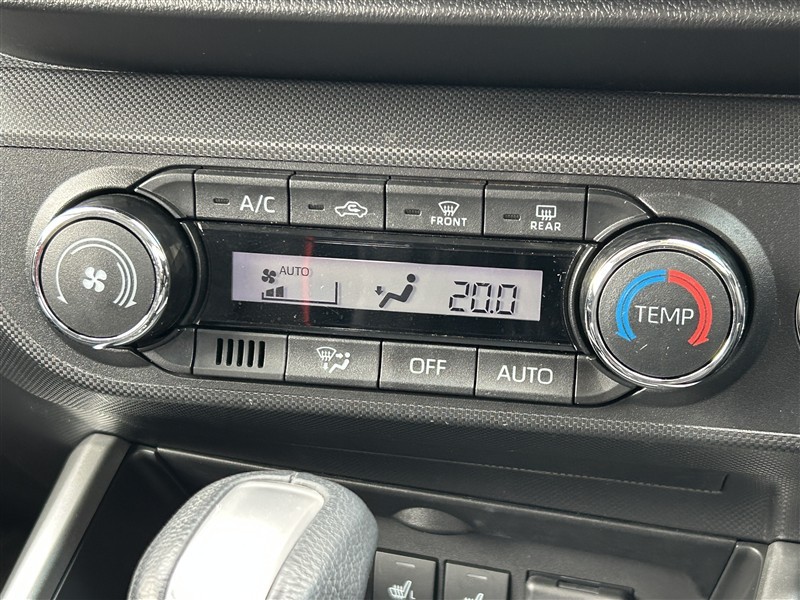 A/C
FRONT
REAR
AUTO
20.0
TEMP
OFF
AUTO
L